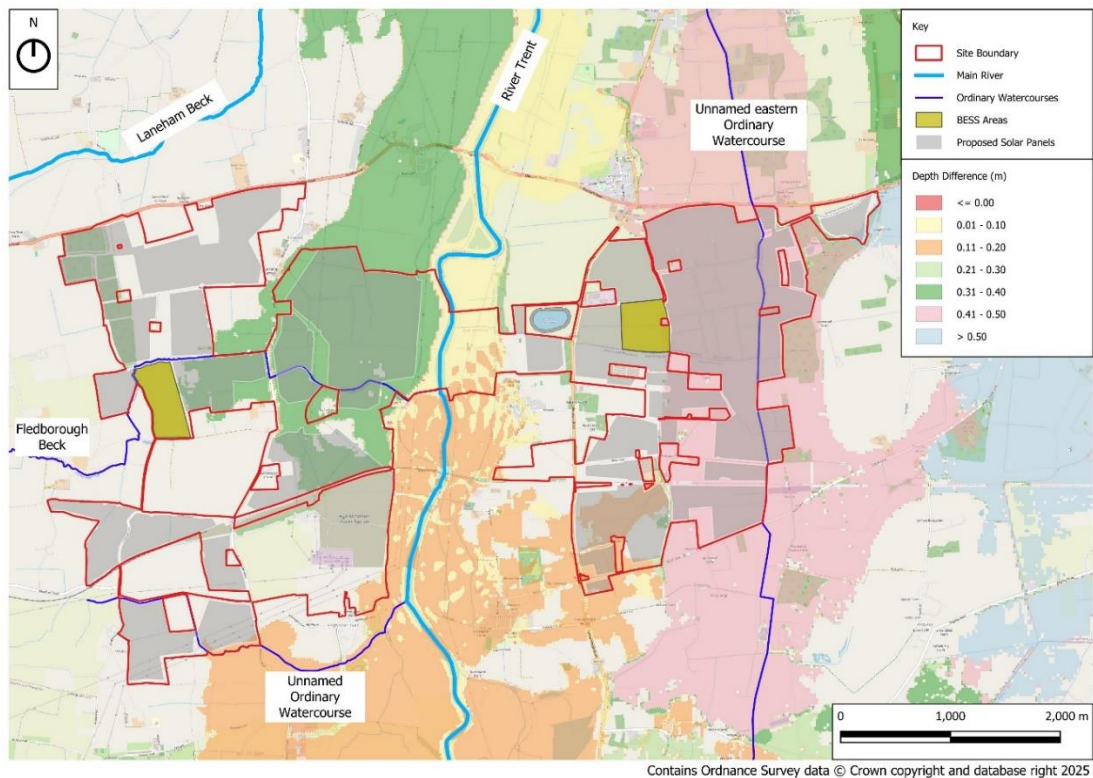 N
Laneham Beck
River Trent
Unnamed eastern
Ordinary
Watercourse
Fledborough
Beck
Unnamed
Ordinary
Watercourse
Key
Site Boundary
Main River
Ordinary Watercourses
BESS Areas
Proposed Solar Panels
Depth Difference (m)
<= 0.00
0.01 - 0.10
0.11 - 0.20
0.21 - 0.30
0.31 - 0.40
0.41 - 0.50
> 0.50
0 1,000 2,000 m
Contains Ordnance Survey data © Crown copyright and database right 2025